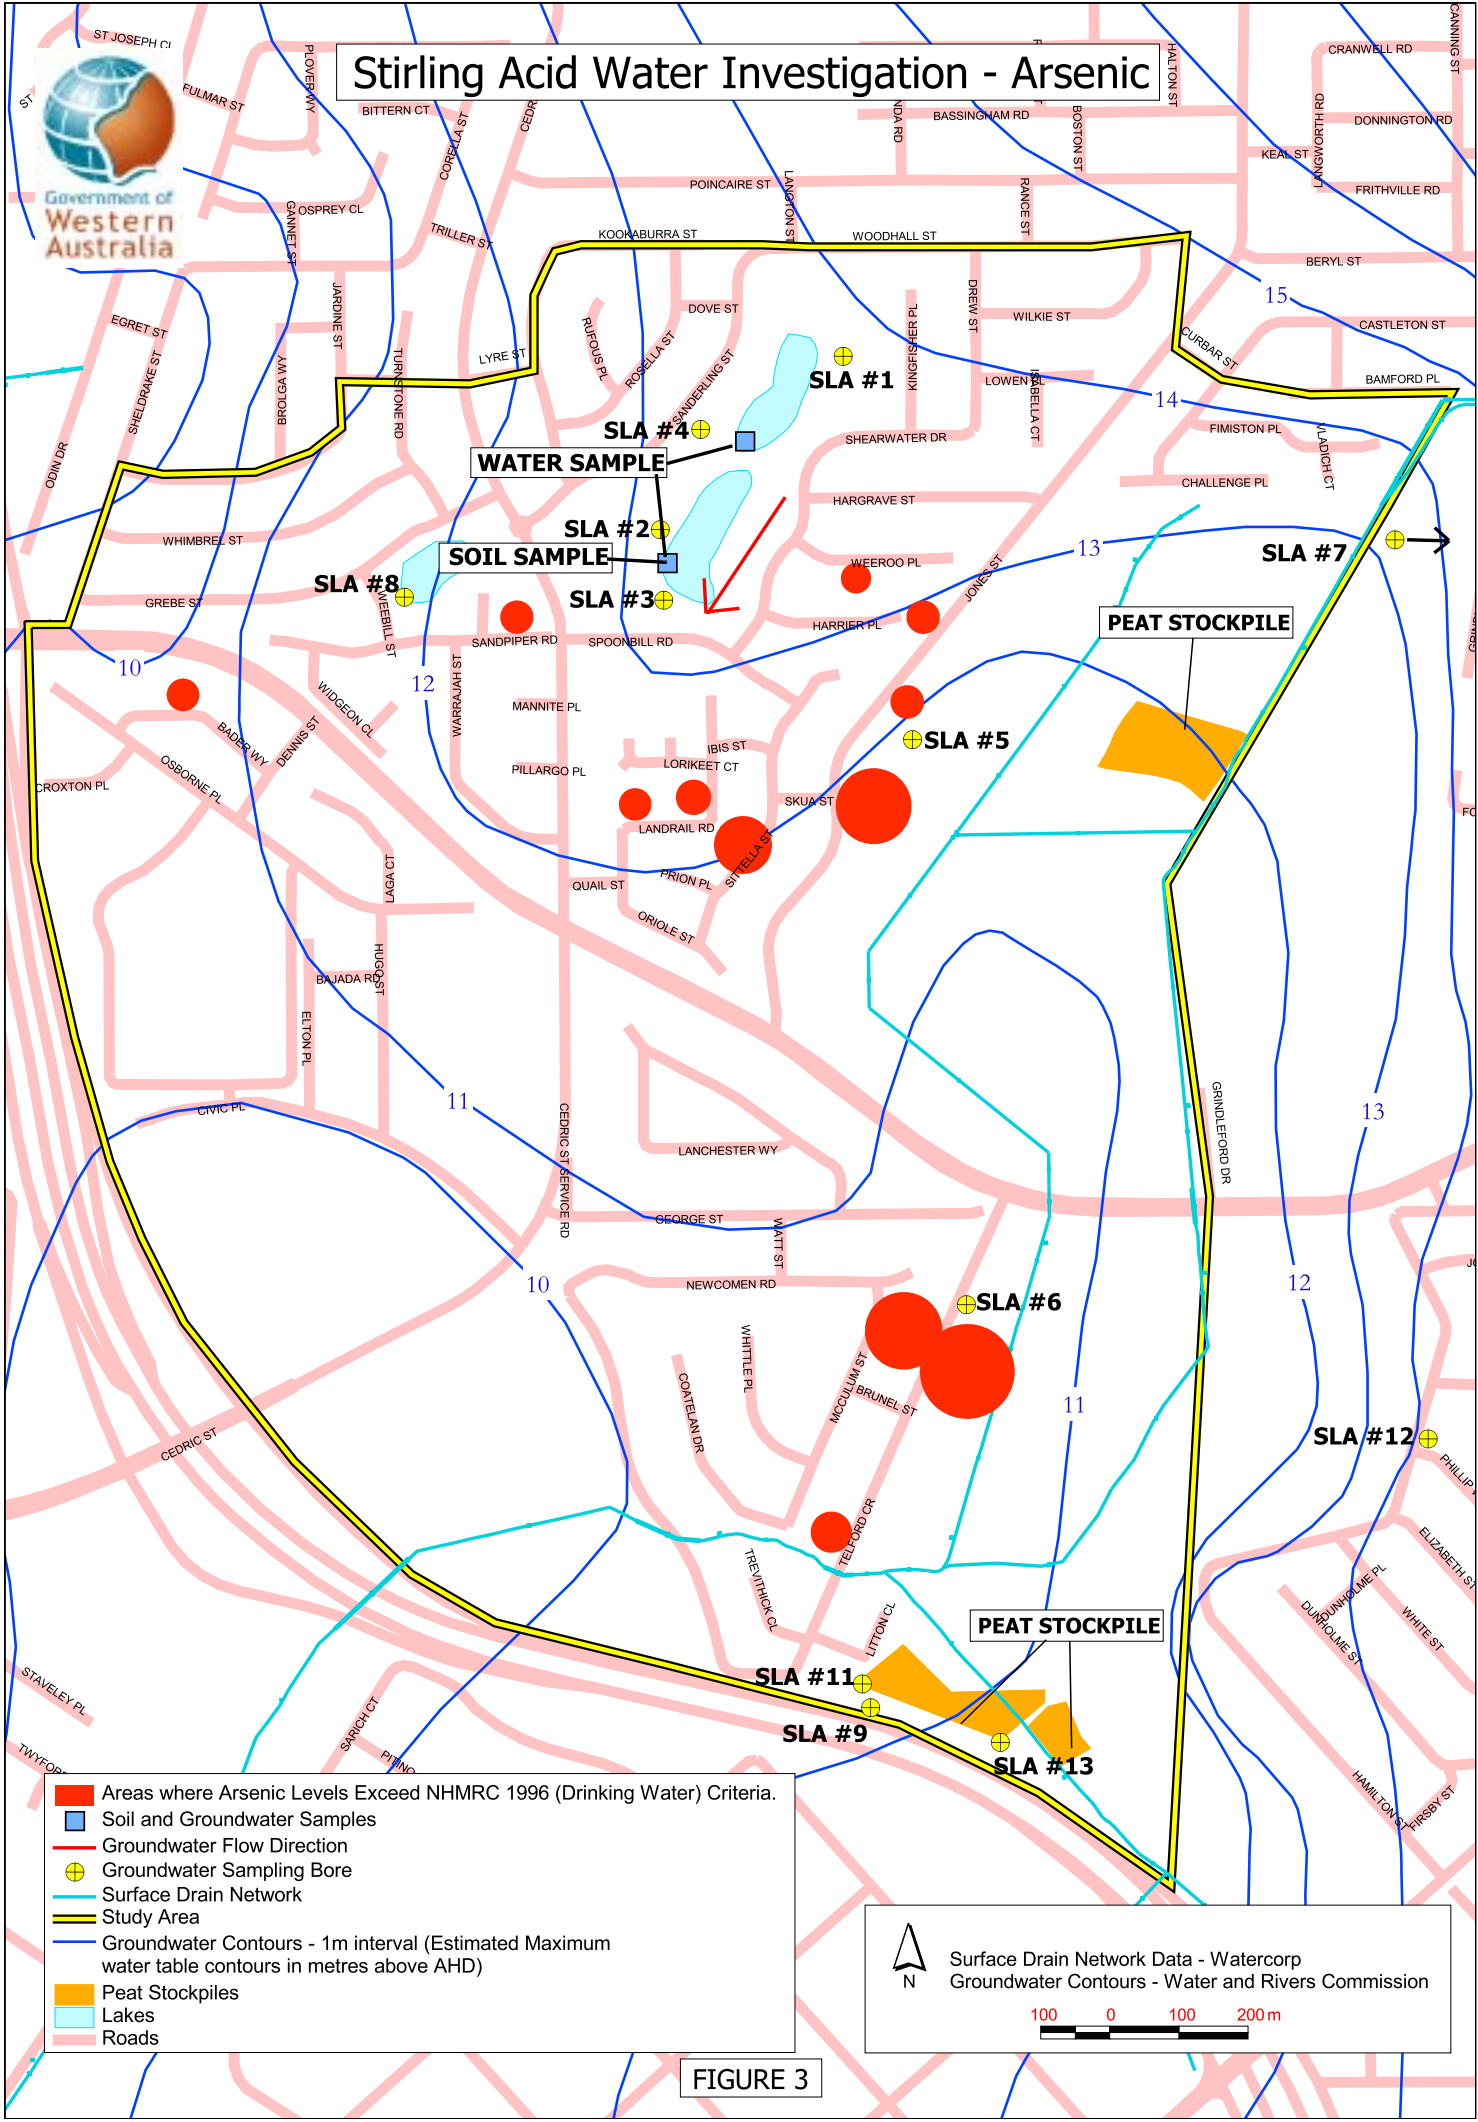 ST JOSEPH CL
PLOVER WY
FULMAR ST
ST
BITTERN CT
CORELLA ST
CEDR
Stirling Acid Water Investigation - Arsenic
HALTON ST
CRANWELL RD
CANNING ST
NDA RD
BASSINGHAM RD
BOSTON ST
LANGWORTH RD
DONNINGTON RD
KEAL ST
FRITHVILLE RD
Government of
Western
Australia
GANNET ST
OSPREY CL
TRILLER ST
POINCAIRE ST
LANGTON ST
RANCE ST
KOOKABURRA ST
WOODHALL ST
BERYL ST
15
EGRET ST
JARDINE ST
SHELDRAKE ST
BROLGA WY
TURNSTONE RD
LYRE ST
RUFOUS PL
DOVE ST
ROSELLA ST
SANDERLING ST
KINGFISHER PL
DREW ST
WILKIE ST
CURBAR ST
CASTLETON ST
BAMFORD PL
SLA #1
LOWEN PL
ISABELLA CT
14
ODIN DR
SLA #4
SHEARWATER DR
FIMISTON PL
VLADICH CT
WATER SAMPLE
CHALLENGE PL
HARGRAVE ST
WHIMBREL ST
SLA #2
SOIL SAMPLE
13
SLA #7
WEEROO PL
JONES ST
SLA #8
GREBE ST
WEEBILL ST
SLA #3
HARRIER PL
PEAT STOCKPILE
SANDPIPER RD
SPOONBILL RD
10
12
WARRAJAH ST
WIDGEON CL
MANNITE PL
BADER WY
DENNIS ST
OSBORNE PL
CROXTON PL
PILLARGO PL
IBIS ST
LORIKEET CT
SLA #5
SKUA ST
LANDRAIL RD
SITTELLA ST
FC
LAGA CT
QUAIL ST
PRION PL
ORIOLE ST
HUGO ST
BAJADA RD
ELTON PL
11
CIVIC PL
CEDRIC ST SERVICE RD
LANCHESTER WY
GRINDLEFORD DR
13
GEORGE ST
WATT ST
10
NEWCOMEN RD
12
SLA #6
WHITTLE PL
COATELAN DR
MCCULUM ST
BRUNEL ST
11
CEDRIC ST
SLA #12
PHILLIP
TELFORD CR
TREVITHICK CL
ELIZABETH ST
DUNHOLME PL
DUNHOLME ST
WHITE ST
LITTON CL
PEAT STOCKPILE
SLA #11
SLA #9
SLA #13
STAVELEY PL
SARICH CT
TWYFORD
PITINO
HAMILTON ST
FIRSBY ST
Areas where Arsenic Levels Exceed NHMRC 1996 (Drinking Water) Criteria.
Soil and Groundwater Samples
Groundwater Flow Direction
Groundwater Sampling Bore
Surface Drain Network
Study Area
Groundwater Contours - 1m interval (Estimated Maximum
water table contours in metres above AHD)
Peat Stockpiles
Lakes
Roads
N
Surface Drain Network Data - Watercorp
Groundwater Contours - Water and Rivers Commission
100 0 100 200 m
FIGURE 3